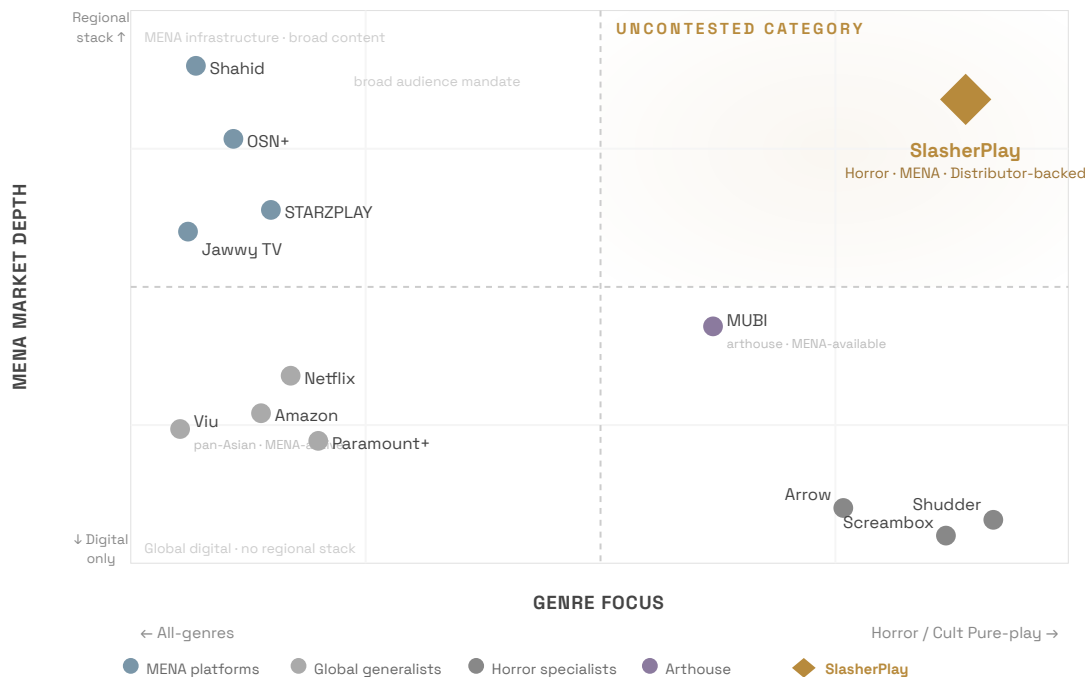 Regional
stack ↑
MENA infrastructure · broad content
UNCONTESTED CATEGORY
Shahid
broad audience mandate
OSN+
SlasherPlay
Horror · MENA · Distributor-backed
STARZPLAY
Jawwy TV
MENA MARKET DEPTH
MUBI
arthouse · MENA-available
Netflix
Amazon
Viu
Paramount+
pan-Asian · MENA-
Arrow
Shudder
Screambox
↓ Digital
only
Global digital · no regional stack
GENRE FOCUS
← All-genres
Horror / Cult Pure-play →
MENA platforms
Global generalists
Horror specialists
Arthouse
SlasherPlay